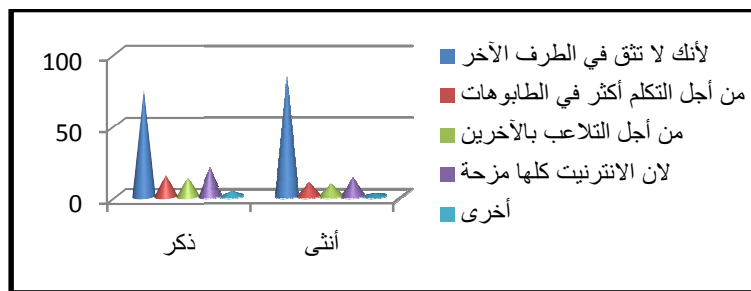 100
50
0
ذكر
أنثى
لأنك لا تثق في الطرف الآخر
من أجل التكلم أكثر في الطابوهات
من أجل التلاعب بالآخرين
لان الانترنيت كلها مزحة
أخرى